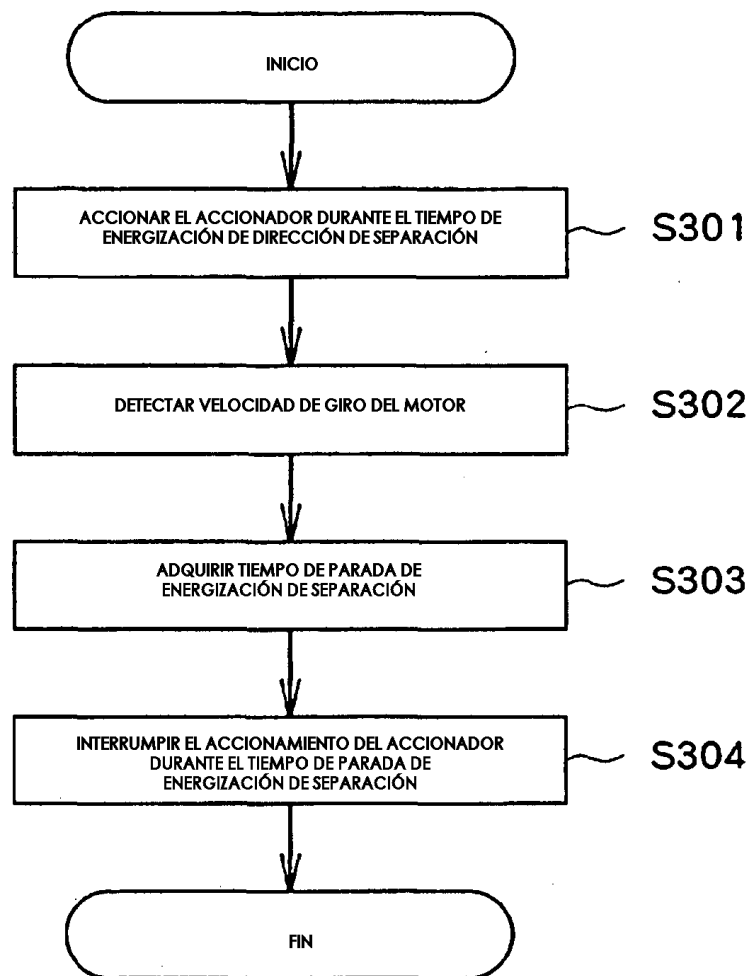 INICIO
ACCIONAR EL ACCIONADOR DURANTE EL TIEMPO DE
ENERGIZACIÓN DE DIRECCIÓN DE SEPARACIÓN
S301
DETECTAR VELOCIDAD DE GIRO DEL MOTOR
S302
ADQUIRIR TIEMPO DE PARADA DE
ENERGIZACIÓN DE SEPARACIÓN
S303
INTERRUMPIR EL ACCIONAMIENTO DEL ACCIONADOR
DURANTE EL TIEMPO DE PARADA DE
ENERGIZACIÓN DE SEPARACIÓN
S304
FIN